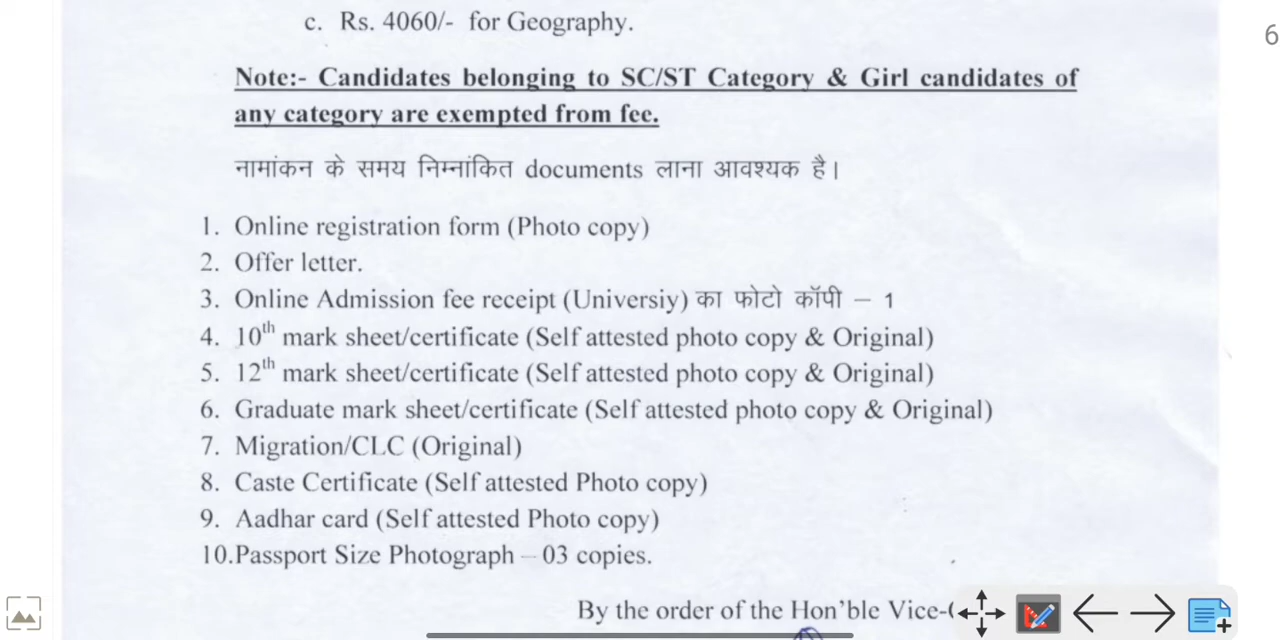 c. Rs. 4060/- for Geography.
6
Note:- Candidates belonging to SC/ST Category & Girl candidates of
any category are exempted from fee.
नामांकन के समय निम्नांकित documents लाना आवश्यक है।
1. Online registration form (Photo copy)
2. Offer letter.
3. Online Admission fee receipt (Universiy) का फोटो कॉपी – 1
4. 10th mark sheet/certificate (Self attested photo copy & Original)
5. 12th mark sheet/certificate (Self attested photo copy & Original)
6. Graduate mark sheet/certificate (Self attested photo copy & Original)
7. Migration/CLC (Original)
8. Caste Certificate (Self attested Photo copy)
9. Aadhar card (Self attested Photo copy)
10.Passport Size Photograph – 03 copies.
By the order of the Hon'ble Vice-